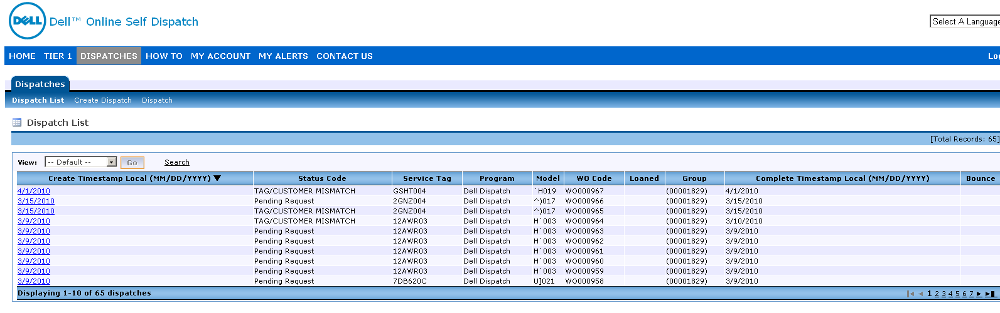 DELL Dell™ Online Self Dispatch
Select A Language
HOME TIER 1 DISPATCHES HOW TO MY ACCOUNT MY ALERTS CONTACT US
Dispatches
Dispatch List Create Dispatch Dispatch
Dispatch List
[Total Records: 65]
View: -- Default -- Go Search
Create Timestamp Local (MM/DD/YYYY) ▼ Status Code Service Tag Program Model WO Code Loaned Group Complete Timestamp Local (MM/DD/YYYY) Bounce
4/1/2010 TAG/CUSTOMER MISMATCH GSHT004 Dell Dispatch `H019 WO000967 (00001829) 4/1/2010
3/15/2010 Pending Request 2GNZ004 Dell Dispatch ^)017 WO000966 (00001829) 3/15/2010
3/15/2010 TAG/CUSTOMER MISMATCH 2GNZ004 Dell Dispatch ^)017 WO000965 (00001829) 3/15/2010
3/9/2010 TAG/CUSTOMER MISMATCH 12AWR03 Dell Dispatch H`003 WO000964 (00001829) 3/10/2010
3/9/2010 Pending Request 12AWR03 Dell Dispatch H`003 WO000963 (00001829) 3/9/2010
3/9/2010 Pending Request 12AWR03 Dell Dispatch H`003 WO000962 (00001829) 3/9/2010
3/9/2010 Pending Request 12AWR03 Dell Dispatch H`003 WO000961 (00001829) 3/9/2010
3/9/2010 Pending Request 12AWR03 Dell Dispatch H`003 WO000960 (00001829) 3/9/2010
3/9/2010 Pending Request 12AWR03 Dell Dispatch H`003 WO000959 (00001829) 3/9/2010
3/9/2010 Pending Request 7DB620C Dell Dispatch U]021 WO000958 (00001829) 3/9/2010
Displaying 1-10 of 65 dispatches 1 2 3 4 5 6 7